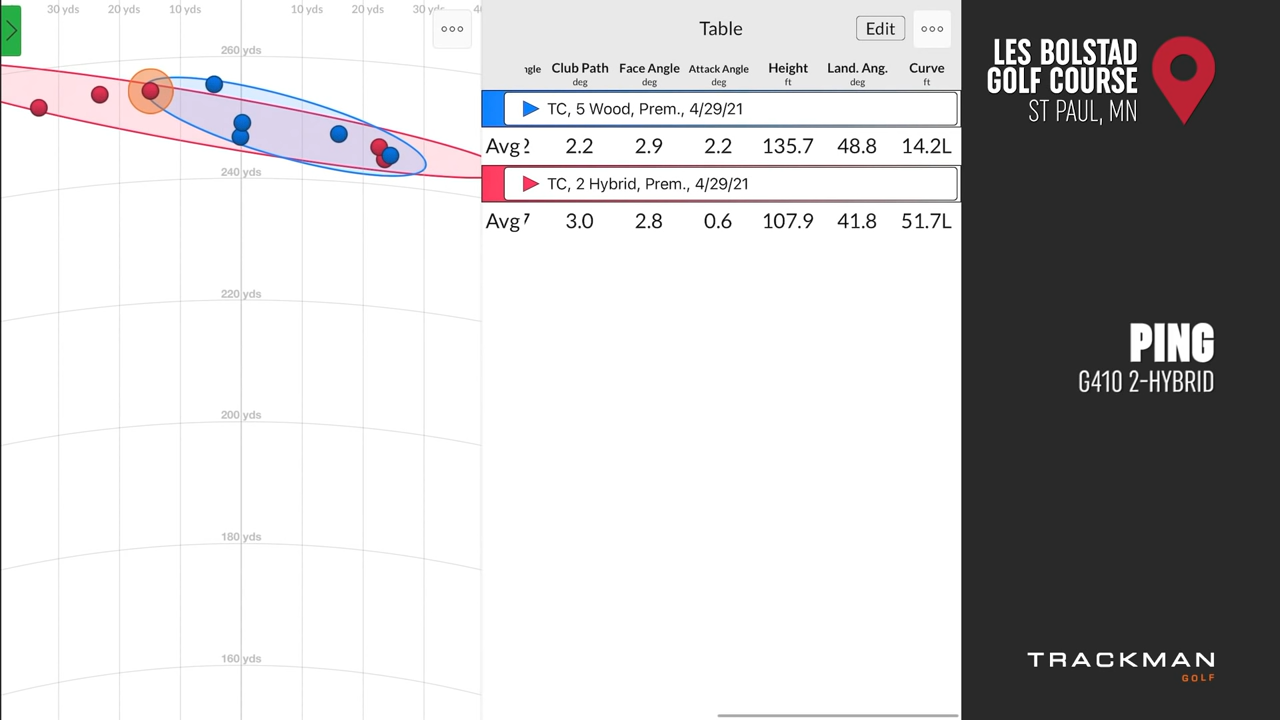 30 yds 20 yds 10 yds 10 yds 20 yds 30 yds
260 yds
240 yds
220 yds
200 yds
180 yds
160 yds
Table
Edit
Club Path Face Angle Attack Angle Height Land. Ang. Curve
deg deg deg ft deg ft
TC, 5 Wood, Prem., 4/29/21
Avg 2.2 2.9 2.2 135.7 48.8 14.2L
TC, 2 Hybrid, Prem., 4/29/21
Avg 3.0 2.8 0.6 107.9 41.8 51.7L
LES BOLSTAD
GOLF COURSE
ST PAUL, MN
PING
G410 2-HYBRID
TRACKMAN
GOLF